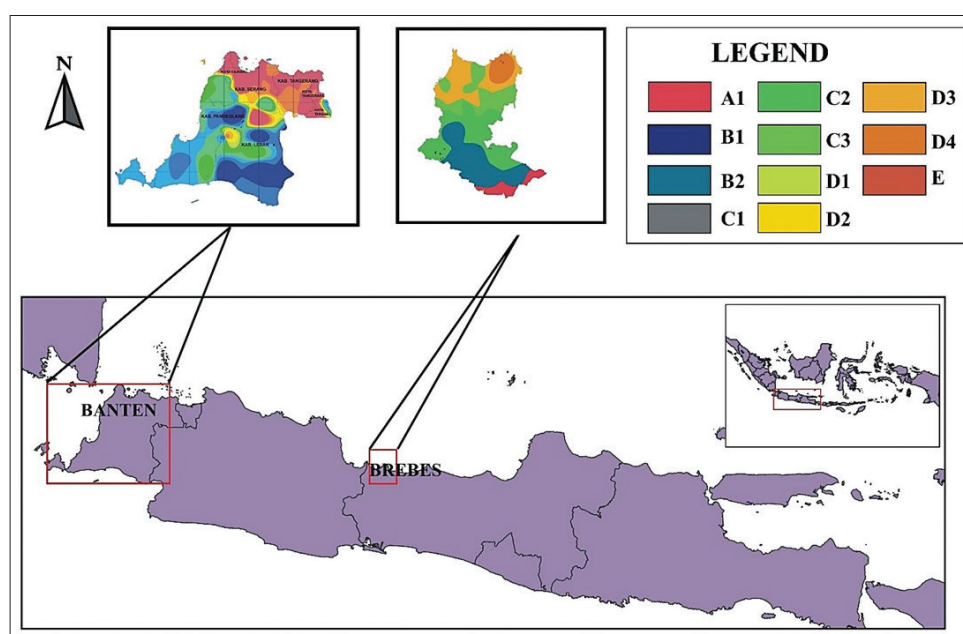 N
KAB. SERANG
KAB. TANGERANG
KAB. PANDEGLANG
KAB. LEBAK
LEGEND
A1
B1
B2
C1
C2
C3
D1
D2
D3
D4
E
BANTEN
BREBES